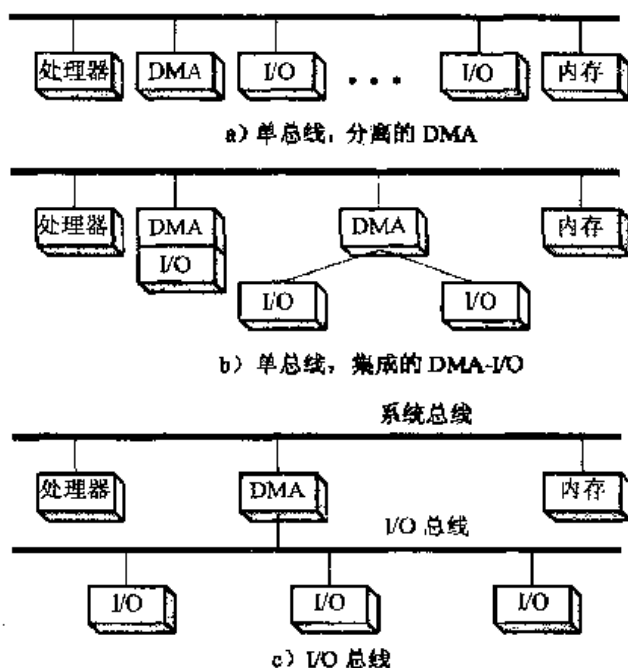 处理器 DMA I/O ··· I/O 内存
a）单总线，分离的 DMA
处理器 DMA DMA 内存
I/O
I/O I/O
b）单总线，集成的 DMA-I/O
系统总线
处理器 DMA 内存
I/O 总线
I/O I/O I/O
c）I/O 总线